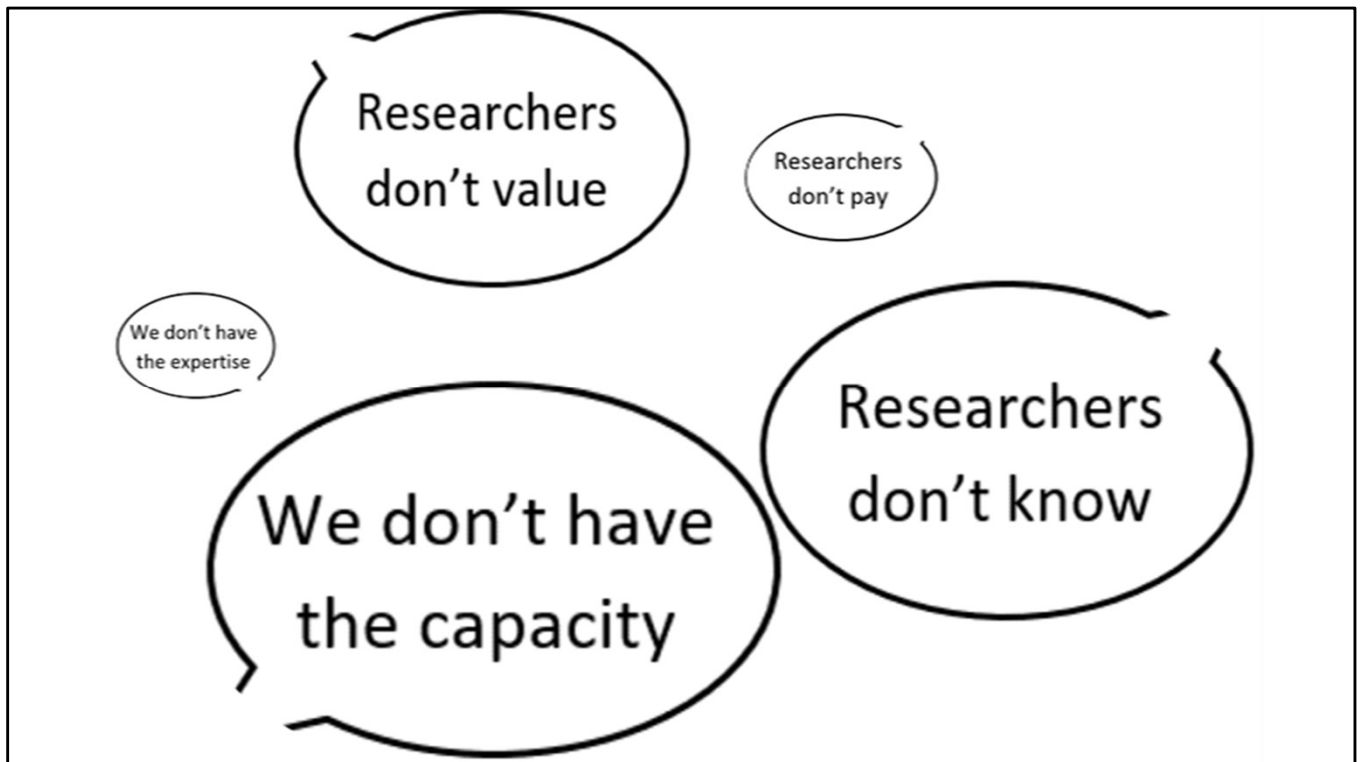 Researchers
don’t value
Researchers
don’t pay
We don’t have
the expertise
Researchers
don’t know
We don’t have
the capacity